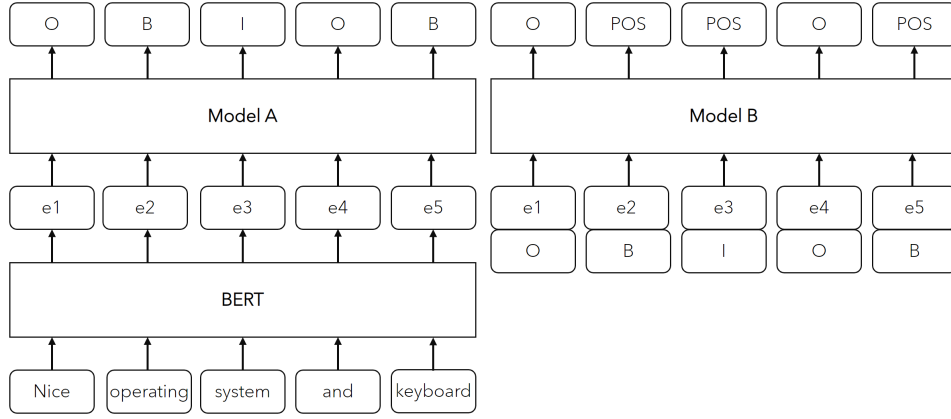 O B I O B O POS POS O POS
Model A Model B
e1 e2 e3 e4 e5 e1 e2 e3 e4 e5
O B I O B
BERT
Nice operating system and keyboard